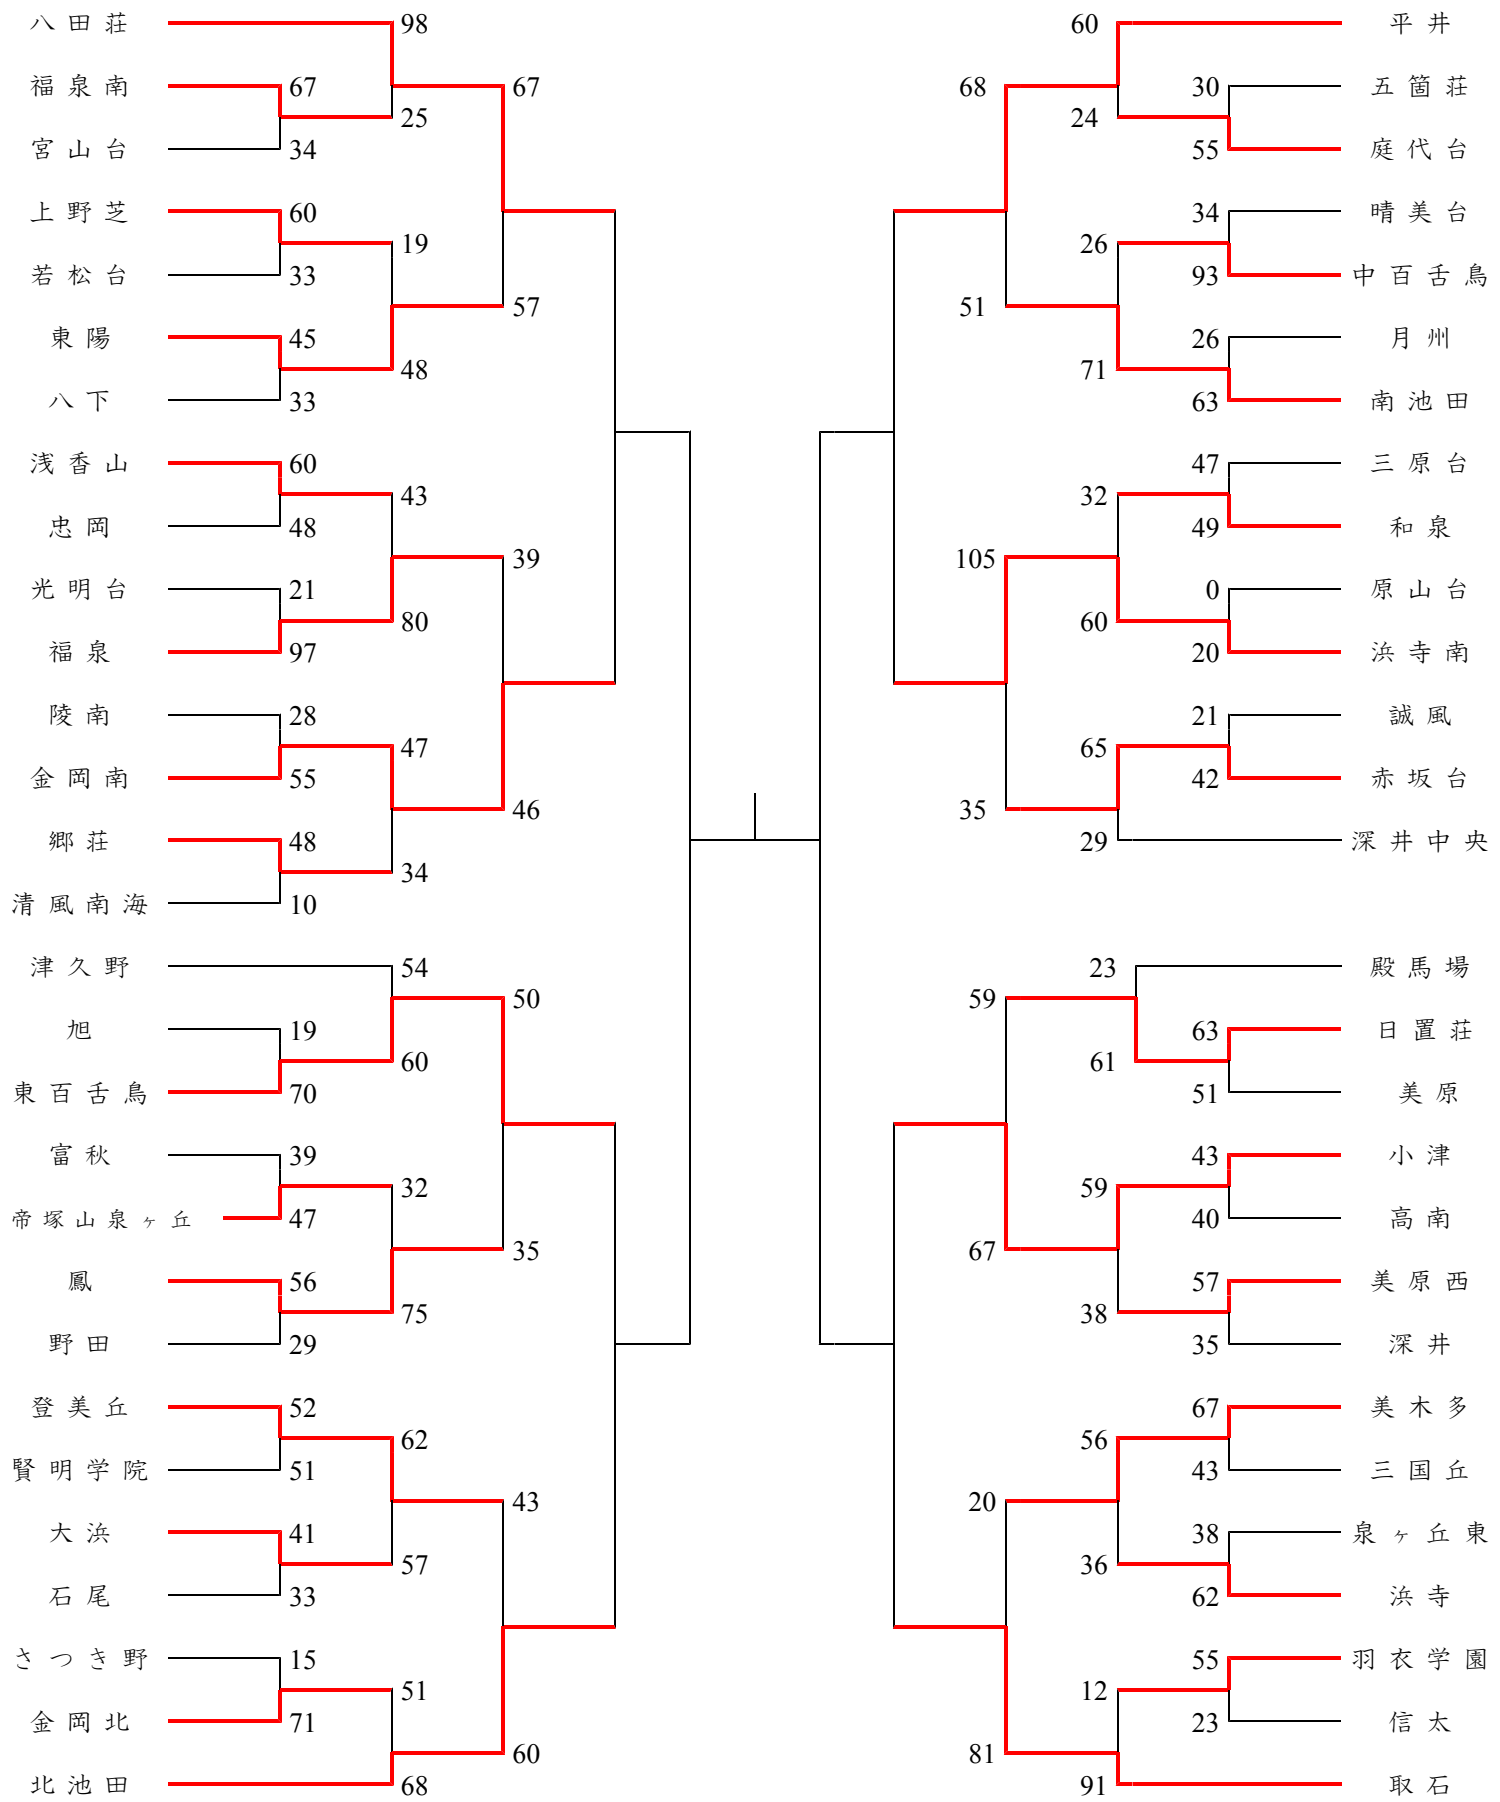 八田荘 98 60 平井
福泉南 67 67 68 30 五箇荘
25 24
宮山台 34 55 庭代台
上野芝 60 34 晴美台
19 26
若松台 33 93 中百舌鳥
57 51
東陽 45 26 月州
48 71
八下 33 63 南池田
浅香山 60 47 三原台
43 32
忠岡 48 49 和泉
39 105
光明台 21 0 原山台
80 60
福泉 97 20 浜寺南
陵南 28 21 誠風
47 65
金岡南 55 42 赤坂台
46 35
郷荘 48 29 深井中央
34
清風南海 10
津久野 54 23 殿馬場
50 59
旭 19 63 日置荘
60 61
東百舌鳥 70 51 美原
富秋 39 43 小津
32 59
帝塚山泉ヶ丘 47 40 高南
35 67
鳳 56 57 美原西
75 38
野田 29 35 深井
登美丘 52 67 美木多
62 56
賢明学院 51 43 三国丘
43 20
大浜 41 38 泉ヶ丘東
57 36
石尾 33 62 浜寺
さつき野 15 55 羽衣学園
51 12
金岡北 71 23 信太
60 81
北池田 68 91 取石